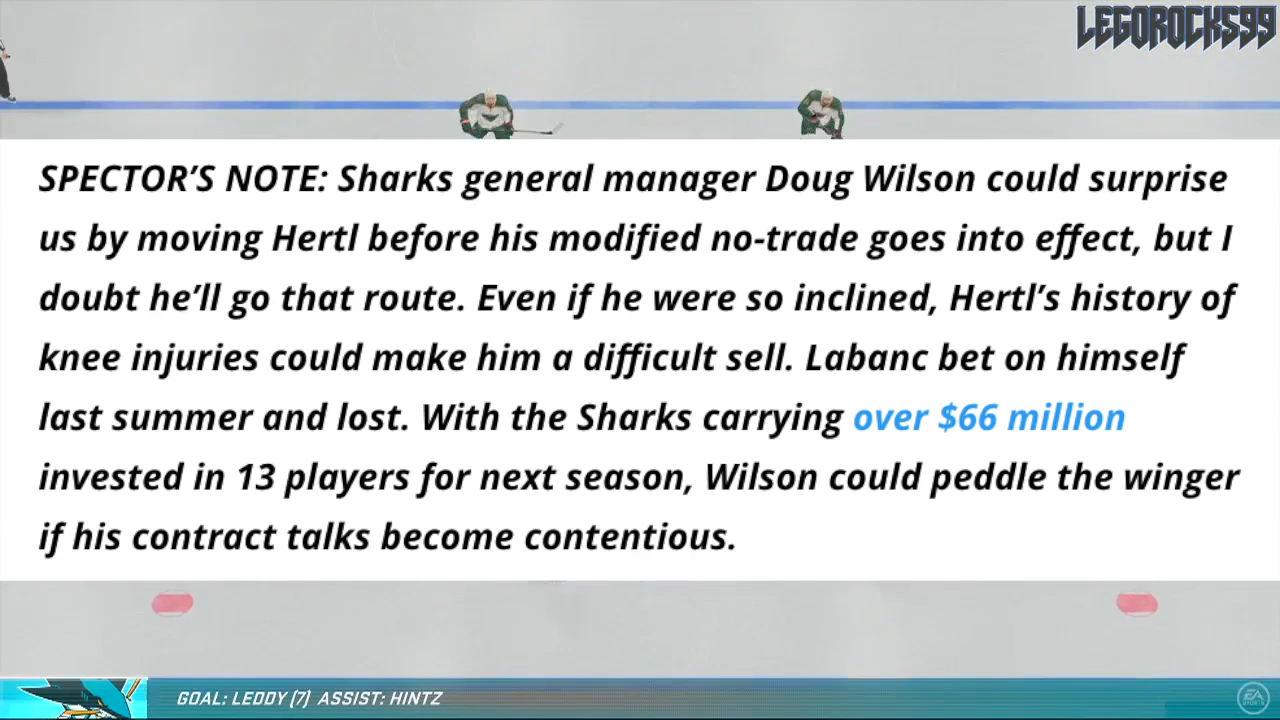 LEGOROCKS99
SPECTOR'S NOTE: Sharks general manager Doug Wilson could surprise
us by moving Hertl before his modified no-trade goes into effect, but I
doubt he'll go that route. Even if he were so inclined, Hertl's history of
knee injuries could make him a difficult sell. Labanc bet on himself
last summer and lost. With the Sharks carrying over $66 million
invested in 13 players for next season, Wilson could peddle the winger
if his contract talks become contentious.
GOAL: LEDDY (7) ASSIST: HINTZ
EA
SPORTS